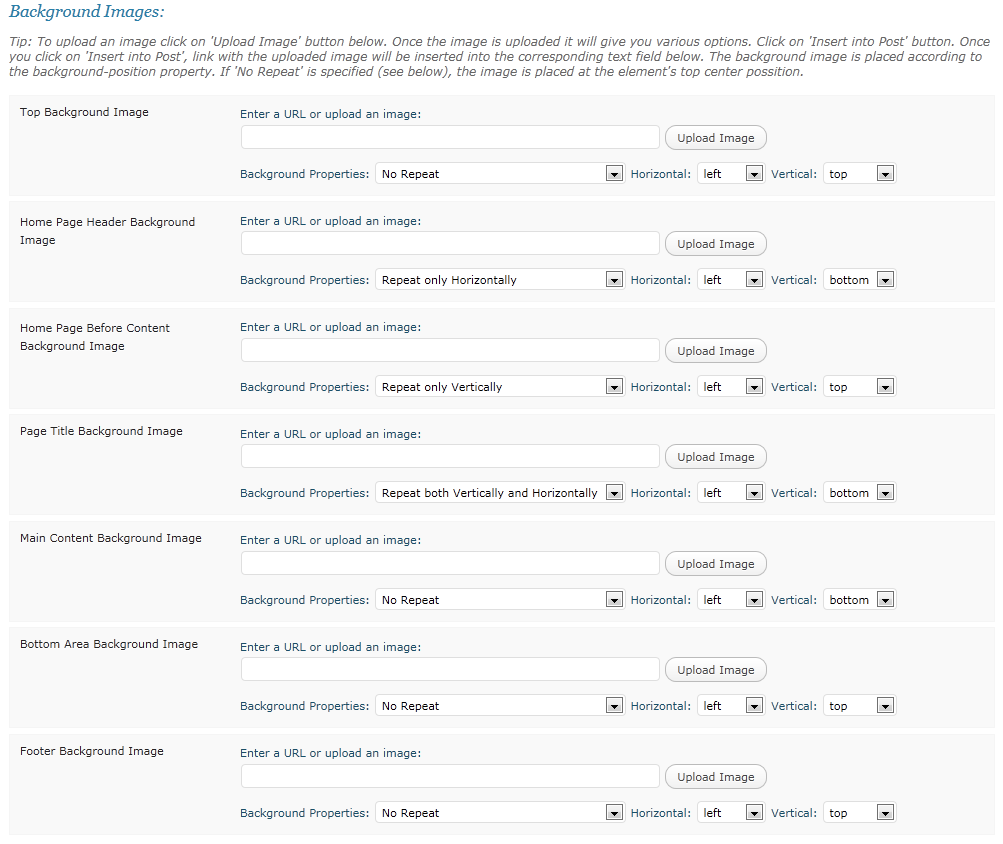 Background Images:
Tip: To upload an image click on 'Upload Image' button below. Once the image is uploaded it will give you various options. Click on 'Insert into Post' button. Once
you click on 'Insert into Post', link with the uploaded image will be inserted into the corresponding text field below. The background image is placed according to
the background-position property. If 'No Repeat' is specified (see below), the image is placed at the element's top center possition.
Top Background Image
Enter a URL or upload an image:
Upload Image
Background Properties: No Repeat Horizontal: left Vertical: top
Home Page Header Background
Image
Enter a URL or upload an image:
Upload Image
Background Properties: Repeat only Horizontally Horizontal: left Vertical: bottom
Home Page Before Content
Background Image
Enter a URL or upload an image:
Upload Image
Background Properties: Repeat only Vertically Horizontal: left Vertical: top
Page Title Background Image
Enter a URL or upload an image:
Upload Image
Background Properties: Repeat both Vertically and Horizontally Horizontal: left Vertical: bottom
Main Content Background Image
Enter a URL or upload an image:
Upload Image
Background Properties: No Repeat Horizontal: left Vertical: bottom
Bottom Area Background Image
Enter a URL or upload an image:
Upload Image
Background Properties: No Repeat Horizontal: left Vertical: top
Footer Background Image
Enter a URL or upload an image:
Upload Image
Background Properties: No Repeat Horizontal: left Vertical: top